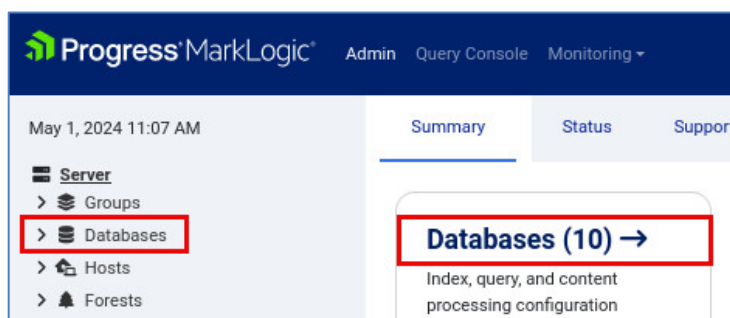 Progress MarkLogic Admin Query Console Monitoring
May 1, 2024 11:07 AM
Summary Status
Server
Groups
Databases
Hosts
Forests
Databases (10) →
Index, query, and content
processing configuration